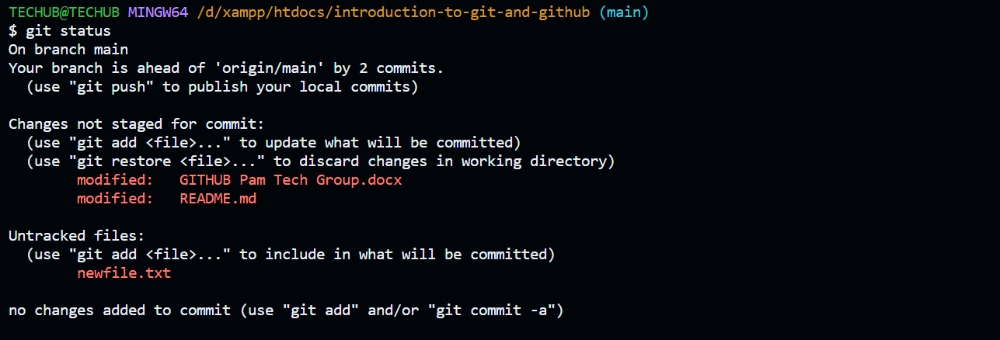 TECHUB@TECHUB MINGW64 /d/xampp/htdocs/introduction-to-git-and-github (main)
$ git status
On branch main
Your branch is ahead of 'origin/main' by 2 commits.
  (use "git push" to publish your local commits)

Changes not staged for commit:
  (use "git add <file>..." to update what will be committed)
  (use "git restore <file>..." to discard changes in working directory)
        modified:   GITHUB Pam Tech Group.docx
        modified:   README.md

Untracked files:
  (use "git add <file>..." to include in what will be committed)
        newfile.txt

no changes added to commit (use "git add" and/or "git commit -a")